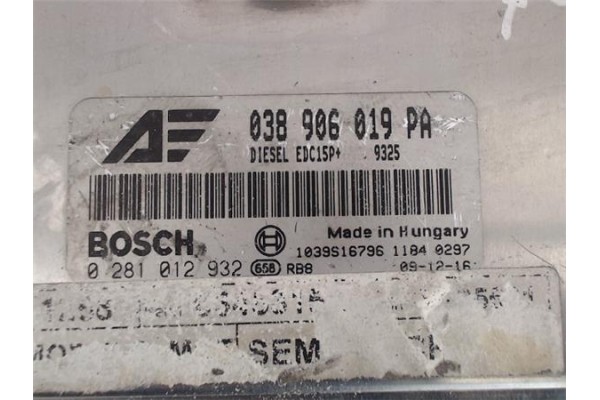 AF 038 906 019 PA
DIESEL EDC15P+ 9325
BOSCH
Made in Hungary
1039S16796 1184 0297
0 281 012 932 658 RB8 09-12-16
SEM